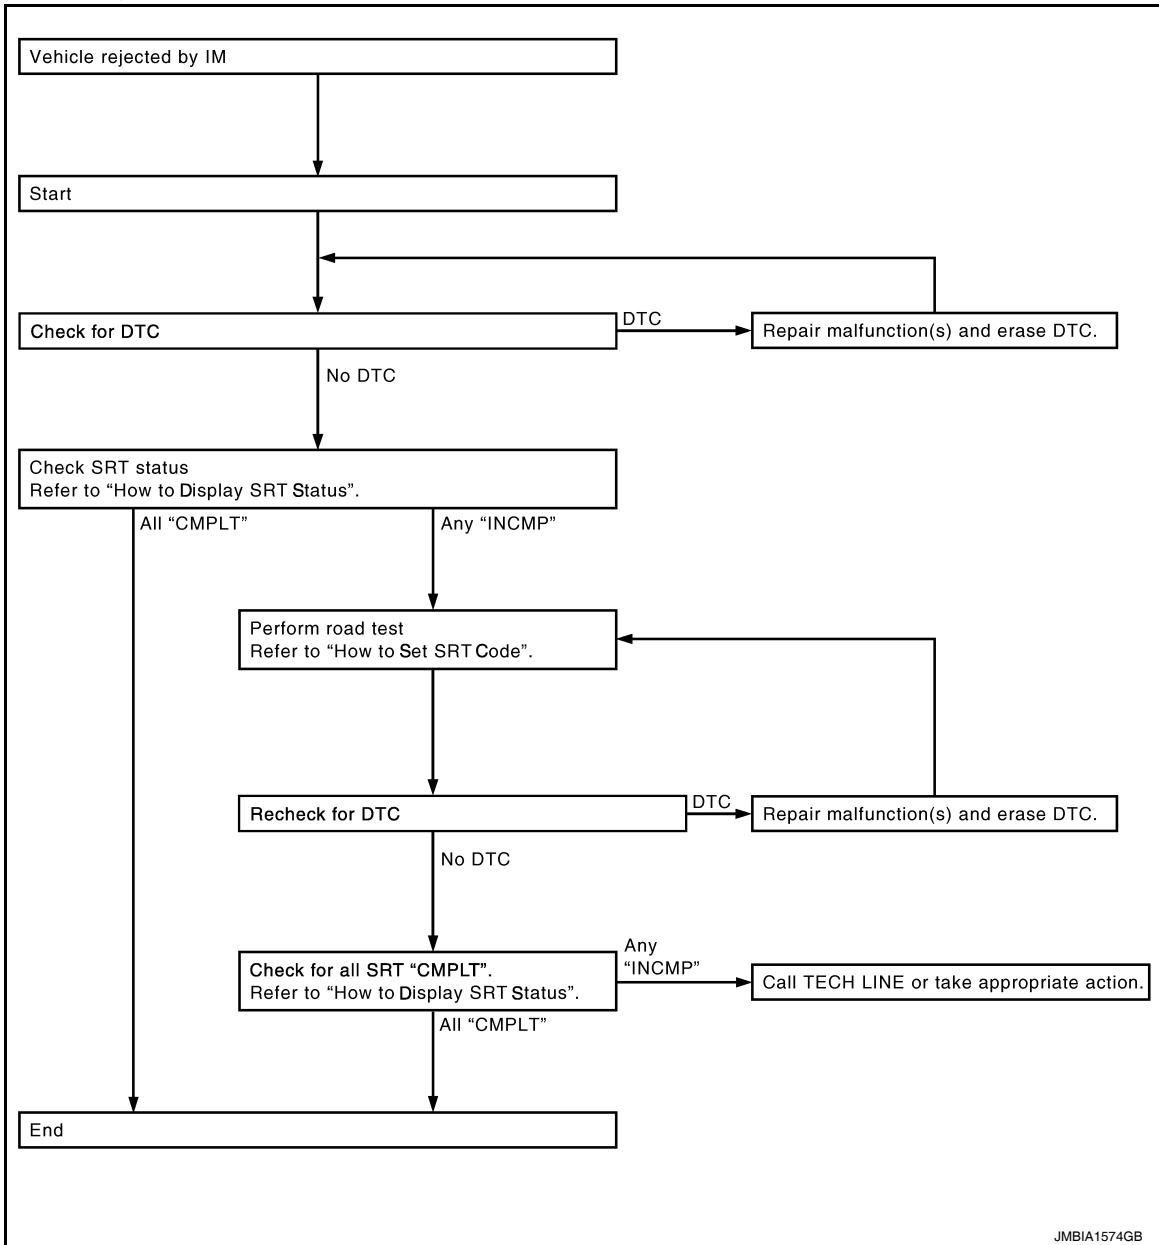 Vehicle rejected by IM
Start
Check for DTC
DTC
Repair malfunction(s) and erase DTC.
No DTC
Check SRT status
Refer to “How to Display SRT Status”.
All “CMPLT”
Any “INCMP”
Perform road test
Refer to “How to Set SRT Code”.
Recheck for DTC
DTC
Repair malfunction(s) and erase DTC.
No DTC
Check for all SRT “CMPLT”.
Refer to “How to Display SRT Status”.
Any
“INCMP”
Call TECH LINE or take appropriate action.
All “CMPLT”
End
JMBIA1574GB